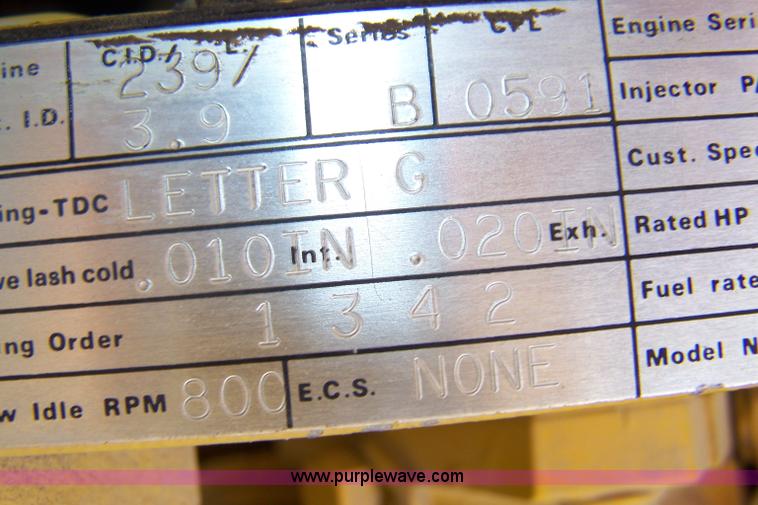 ine C.I.D./ L. 239/ Series CPL Engine Seri
. I.D. 3.9 B 0591 Injector P
ing-TDC LETTER G Cust. Spec
ve lash cold .010IN Int. .020IN Exh. Rated HP
ing Order 1 3 4 2 Fuel rate
w Idle RPM 800 E.C.S. NONE Model N
www.purplewave.com